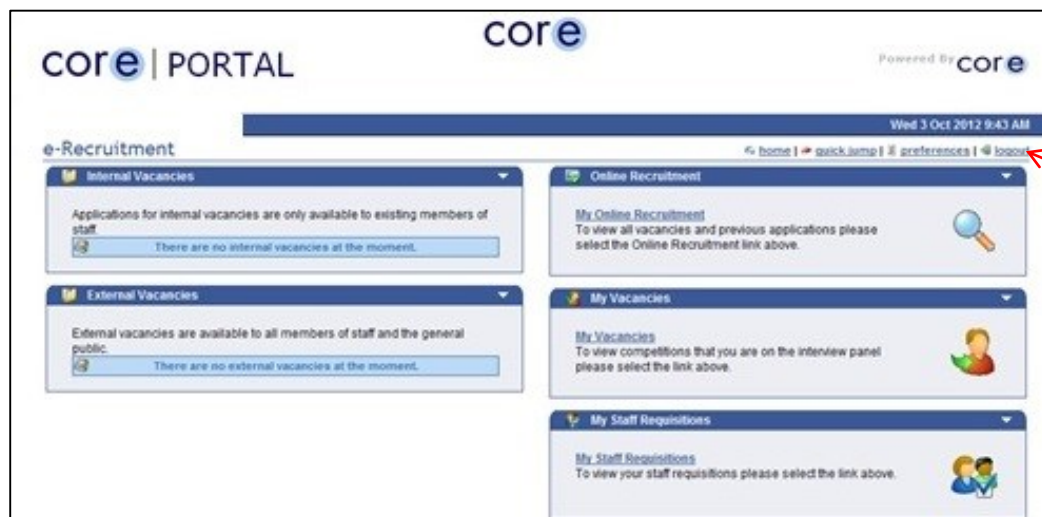 core
core | PORTAL
Powered By core
Wed 3 Oct 2012 9:43 AM
e-Recruitment
home | quick jump | preferences | logout
Internal Vacancies
Applications for internal vacancies are only available to existing members of
staff.
There are no internal vacancies at the moment.
External Vacancies
External vacancies are available to all members of staff and the general
public.
There are no external vacancies at the moment.
Online Recruitment
My Online Recruitment
To view all vacancies and previous applications please
select the Online Recruitment link above.
My Vacancies
My Vacancies
To view competitions that you are on the interview panel
please select the link above.
My Staff Requisitions
My Staff Requisitions
To view your staff requisitions please select the link above.